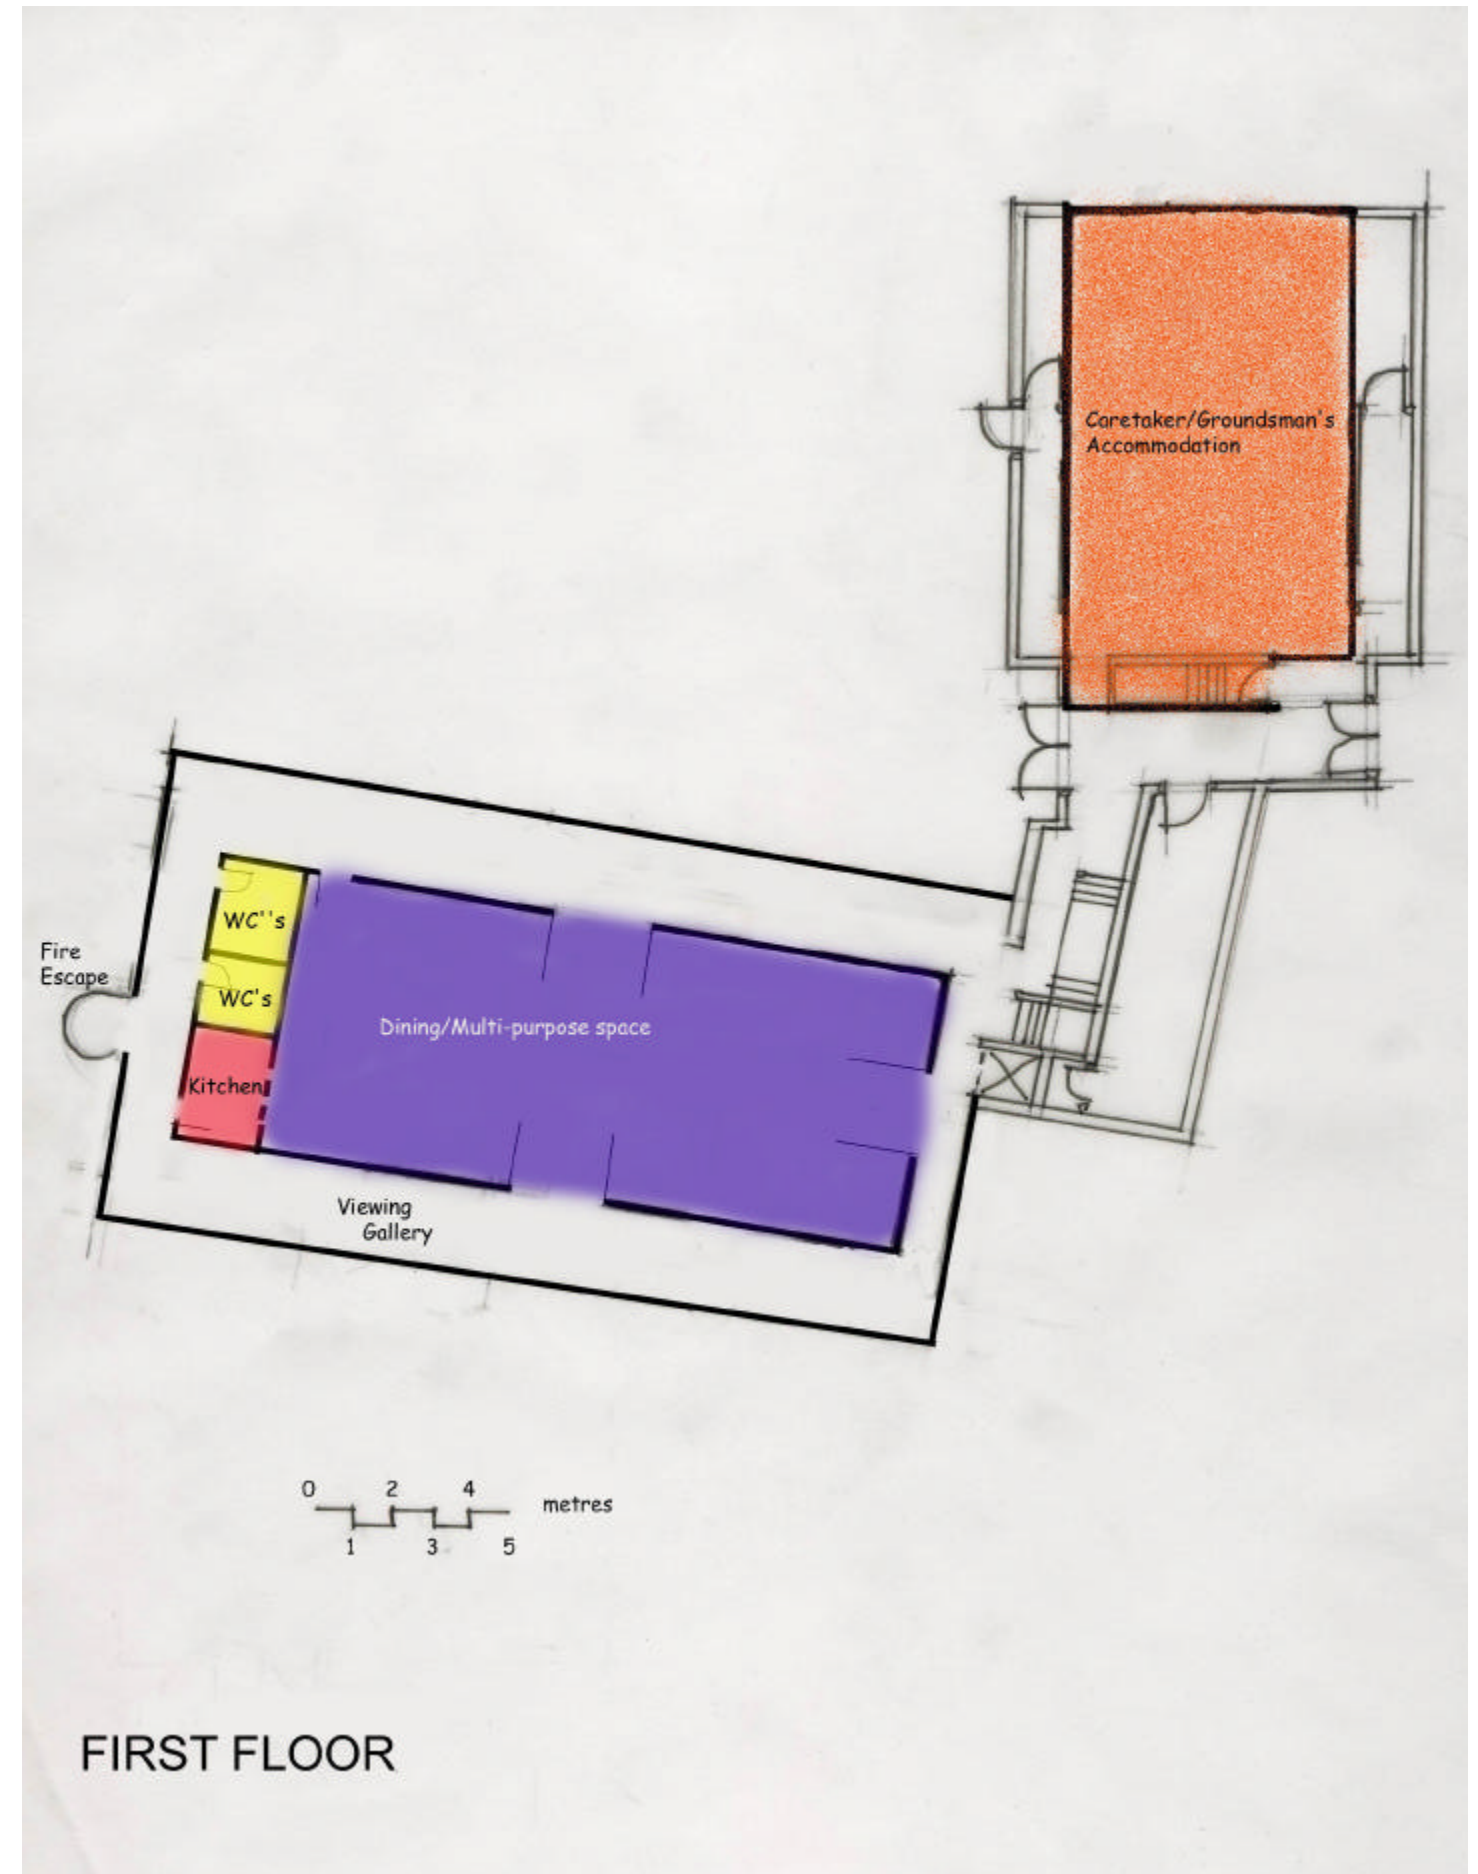 Caretaker/Groundsman's
Accommodation
WC''s
Fire
Escape
WC's
Dining/Multi-purpose space
Kitchen
Viewing
Gallery
0 2 4
metres
1 3 5
FIRST FLOOR